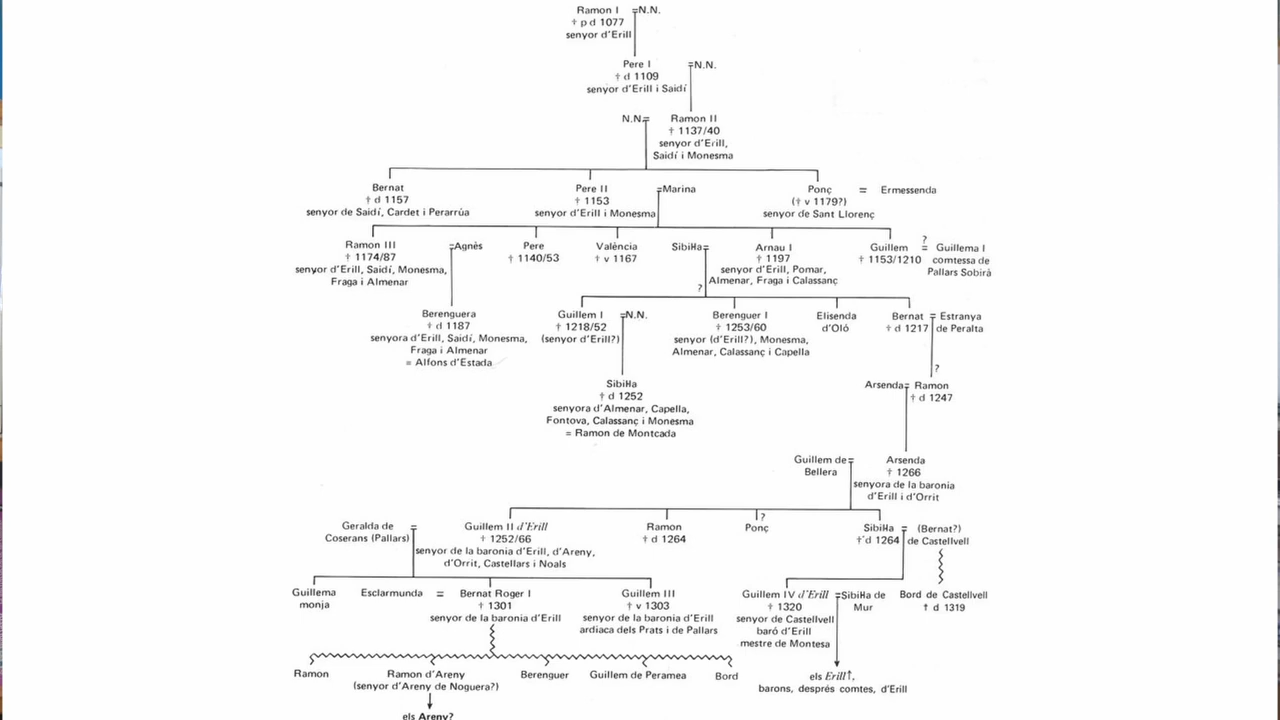 Ramon I =N.N.
† p d 1077
senyor d'Erill
Pere I =N.N.
† d 1109
senyor d'Erill i Saidí
N.N.= Ramon II
† 1137/40
senyor d'Erill,
Saidí i Monesma
Bernat
† d 1157
senyor de Saidí, Cardet i Perarrúa
Pere II =Marina
† 1153
senyor d'Erill i Monesma
Ponç = Ermessenda
(† v 1179?)
senyor de Sant Llorenç
Ramon III =Agnès
† 1174/87
senyor d'Erill, Saidí, Monesma,
Fraga i Almenar
Pere
† 1140/53
València
† v 1167
Sibiŀla= Arnau I
† 1197
senyor d'Erill, Pomar,
Almenar, Fraga i Calassanç
?
Guillem = Guillema I
† 1153/1210 comtessa de
Pallars Sobirà
?
Berenguera
† d 1187
senyora d'Erill, Saidí, Monesma,
Fraga i Almenar
= Alfons d'Estada
Guillem I =N.N.
† 1218/52
(senyor d'Erill?)
Berenguer I
† 1253/60
senyor (d'Erill?), Monesma,
Almenar, Calassanç i Capella
Elisenda
d'Oló
Bernat = Estranya
† d 1217 de Peralta
?
Sibiŀla
† d 1252
senyora d'Almenar, Capella,
Fontova, Calassanç i Monesma
= Ramon de Montcada
Arsenda= Ramon
† d 1247
Guillem de=
Bellera
Arsenda
† 1266
senyora de la baronia
d'Erill i d'Orrit
Geralda de =
Coserans (Pallars)
Guillem II d'Erill
† 1252/66
senyor de la baronia d'Erill, d'Areny,
d'Orrit, Castellars i Noals
Ramon
† d 1264
?
Ponç
Sibiŀla = (Bernat?)
† d 1264 de Castellvell
Guillema
monja
Esclarmunda = Bernat Roger I
† 1301
senyor de la baronia d'Erill
Guillem III
† v 1303
senyor de la baronia d'Erill
ardiaca dels Prats i de Pallars
Guillem IV d'Erill =Sibiŀla de
† 1320 Mur
senyor de Castellvell
baró d'Erill
mestre de Montesa
Bord de Castellvell
† d 1319
Ramon
Ramon d'Areny
(senyor d'Areny de Noguera?)
Berenguer
Guillem de Peramea
Bord
els Erill†,
barons, després comtes, d'Erill
els Areny?